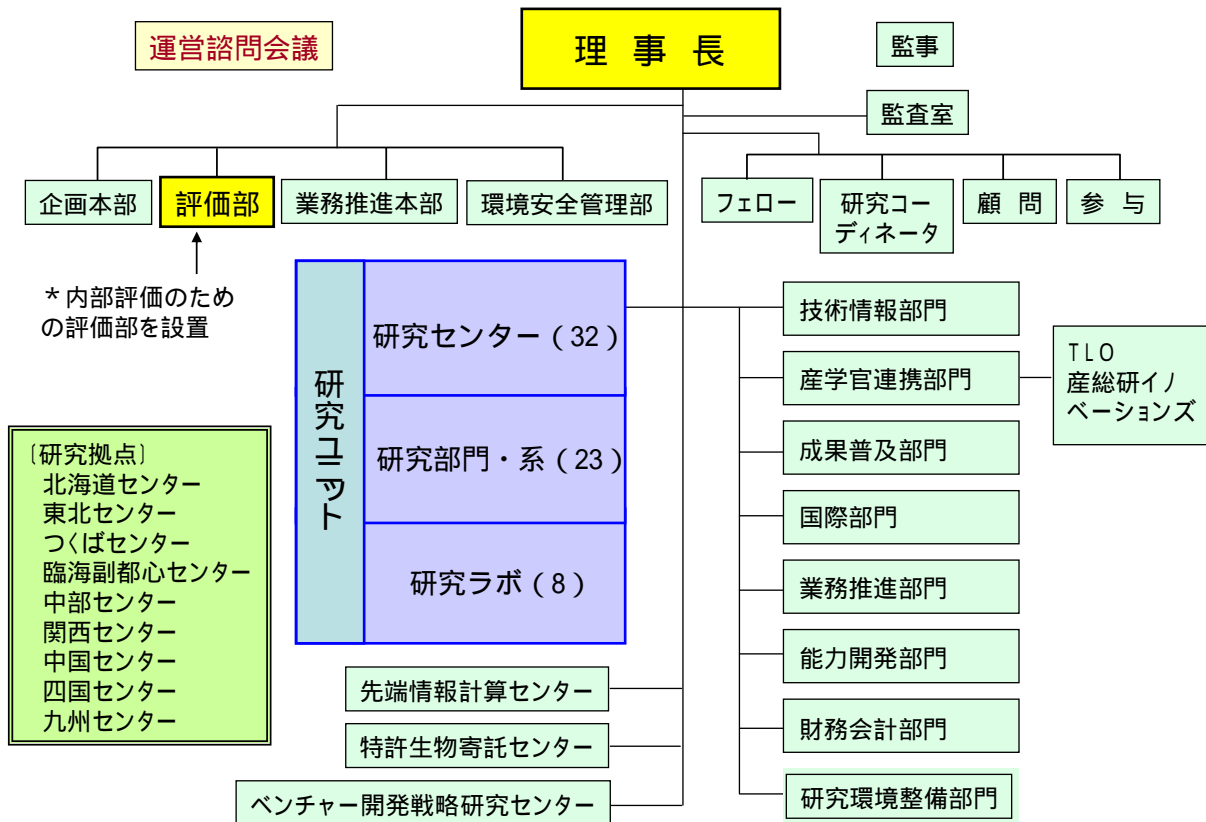 運営諮問会議
理 事 長
監事
監査室
企画本部
評価部
業務推進本部
環境安全管理部
フェロー
研究コー
ディネータ
顧 問
参 与
*内部評価のため
の評価部を設置
研究ユニット
研究センター(32)
研究部門・系(23)
研究ラボ(8)
技術情報部門
産学官連携部門
TLO
産総研イノ
ベーションズ
成果普及部門
国際部門
業務推進部門
能力開発部門
財務会計部門
研究環境整備部門
〔研究拠点〕
北海道センター
東北センター
つくばセンター
臨海副都心センター
中部センター
関西センター
中国センター
四国センター
九州センター
先端情報計算センター
特許生物寄託センター
ベンチャー開発戦略研究センター